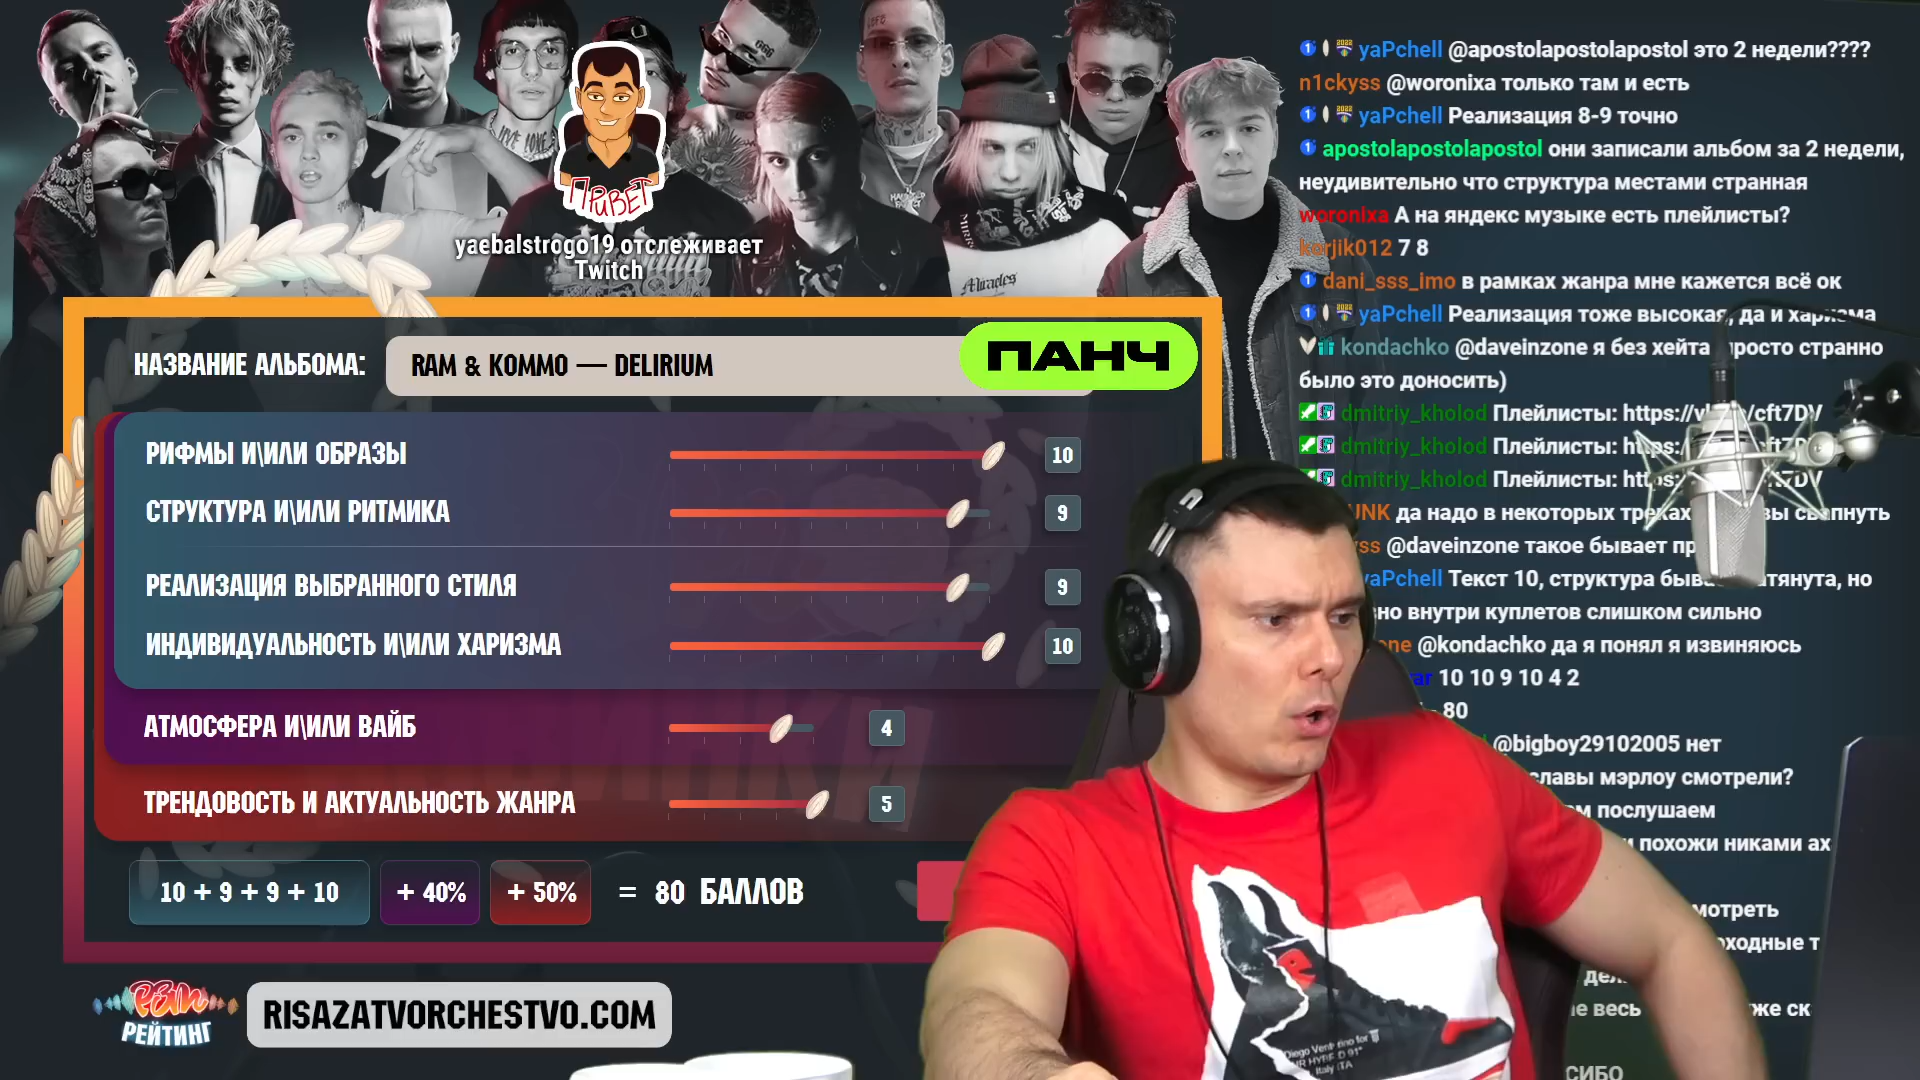 ПРИВЕТ
yaebalstrogo19 отслеживает
Twitch
НАЗВАНИЕ АЛЬБОМА:
RAM & KOMMO — DELIRIUM
ПАНЧ
РИФМЫ И\ИЛИ ОБРАЗЫ
10
СТРУКТУРА И\ИЛИ РИТМИКА
9
РЕАЛИЗАЦИЯ ВЫБРАННОГО СТИЛЯ
9
ИНДИВИДУАЛЬНОСТЬ И\ИЛИ ХАРИЗМА
10
АТМОСФЕРА И\ИЛИ ВАЙБ
4
ТРЕНДОВОСТЬ И АКТУАЛЬНОСТЬ ЖАНРА
5
10 + 9 + 9 + 10
+ 40%
+ 50%
= 80 БАЛЛОВ
РЗТ
РЕЙТИНГ
RISAZATVORCHESTVO.COM
yaPchell @apostolapostolapostol это 2 недели????
n1ckyss @woronixa только там и есть
yaPchell Реализация 8-9 точно
apostolapostolapostol они записали альбом за 2 недели,
неудивительно что структура местами странная
woronixa А на яндекс музыке есть плейлисты?
korjik012 7 8
dani_sss_imo в рамках жанра мне кажется всё ок
yaPchell Реализация тоже высокая, да и харизма
kondachko @daveinzone я без хейта просто странно
было это доносить)
dmitriy_kholod Плейлисты:
dmitriy_kholod Плейлисты:
dmitriy_kholod Плейлисты:
да надо в некоторых треках
@daveinzone такое бывает
yaPchell Текст 10, структура
внутри куплетов слишком сильно
@kondachko да я понял я извиняюсь
10 10 9 10 4 2
80
@bigboy29102005 нет
славы мэрлоу смотрели?
послушаем
похожи никами ах